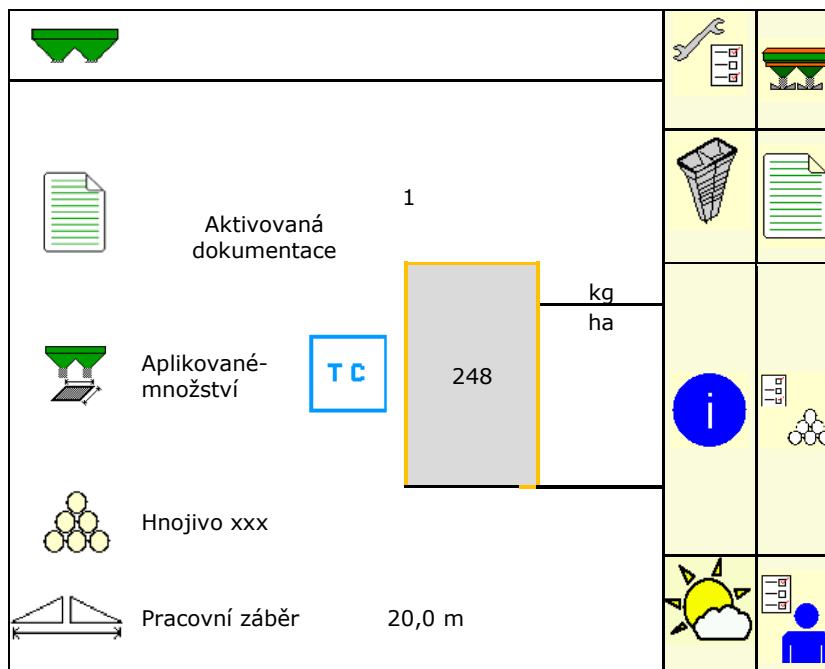 1
Aktivovaná
dokumentace
kg
ha
Aplikované-
množství
TC
248
i
Hnojivo xxx
Pracovní záběr
20,0 m